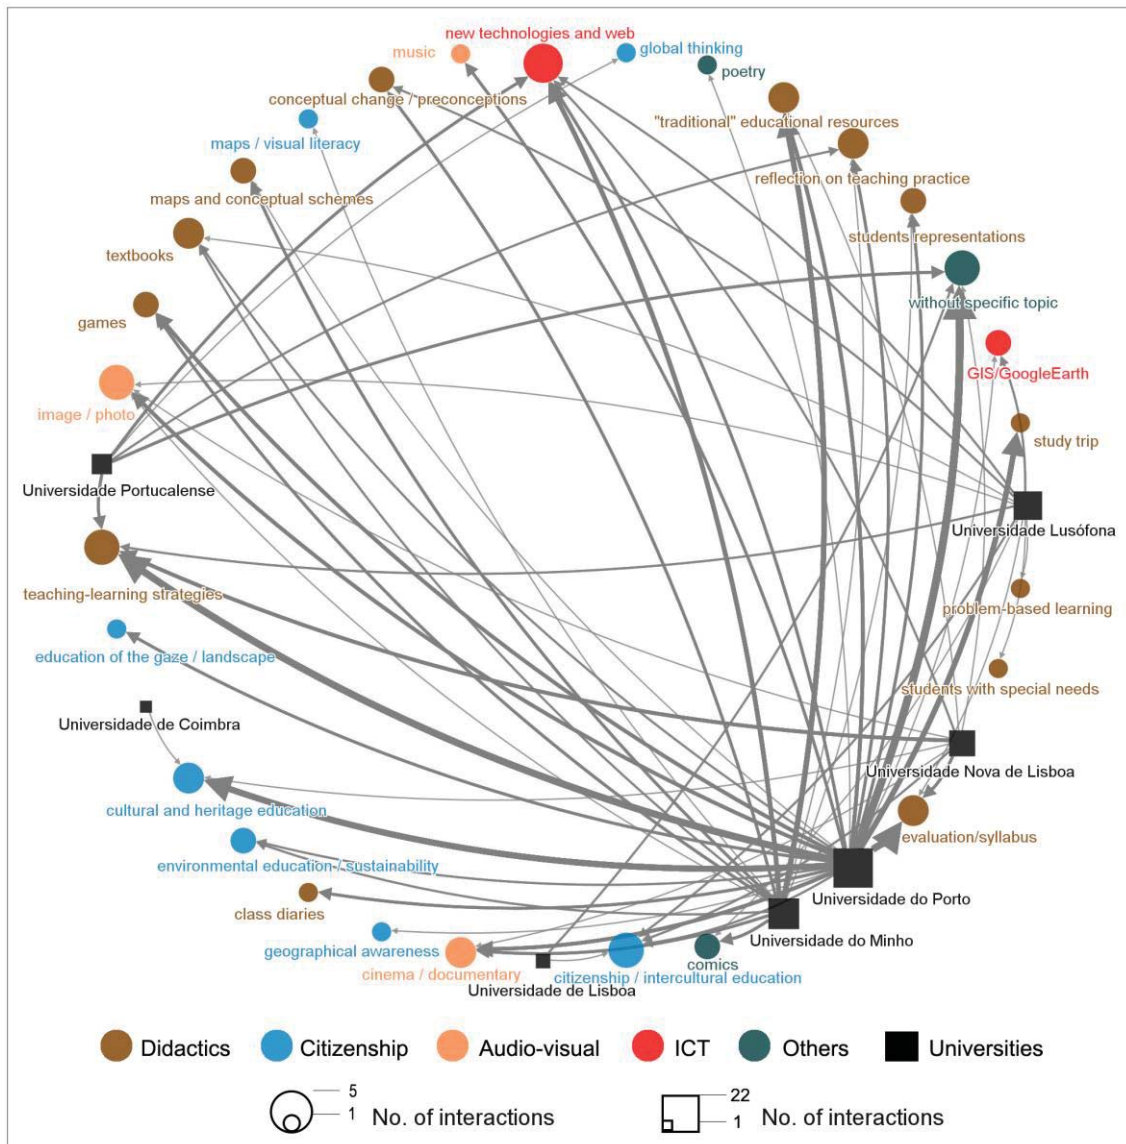 new technologies and web
music
global thinking
poetry
conceptual change / preconceptions
"traditional" educational resources
maps / visual literacy
reflection on teaching practice
maps and conceptual schemes
students representations
textbooks
without specific topic
games
GIS/GoogleEarth
image / photo
study trip
Universidade Portucalense
Universidade Lusófona
teaching-learning strategies
problem-based learning
education of the gaze / landscape
students with special needs
Universidade de Coimbra
Universidade Nova de Lisboa
cultural and heritage education
evaluation/syllabus
environmental education / sustainability
class diaries
Universidade do Porto
geographical awareness
Universidade do Minho
cinema / documentary
citizenship / intercultural education
comics
Universidade de Lisboa
Didactics Citizenship Audio-visual ICT Others Universities
5
1
No. of interactions
22
1
No. of interactions